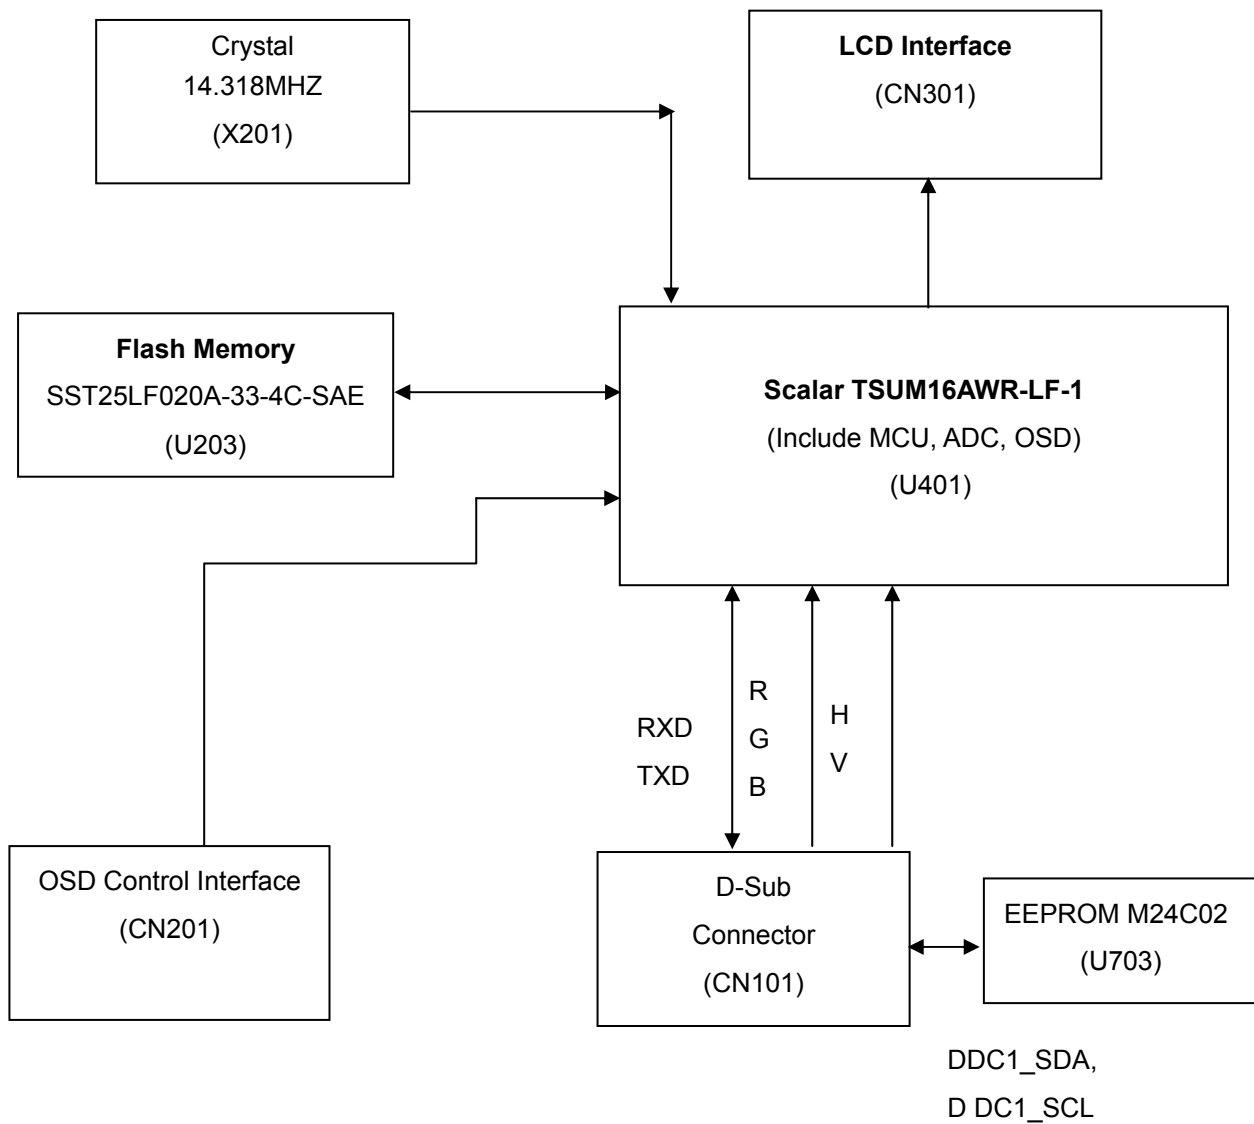 Crystal
14.318MHZ
(X201)
LCD Interface
(CN301)
Flash Memory
SST25LF020A-33-4C-SAE
(U203)
Scalar TSUM16AWR-LF-1
(Include MCU, ADC, OSD)
(U401)
RXD
TXD
R
G
B
H
V
OSD Control Interface
(CN201)
D-Sub
Connector
(CN101)
EEPROM M24C02
(U703)
DDC1_SDA,
D DC1_SCL